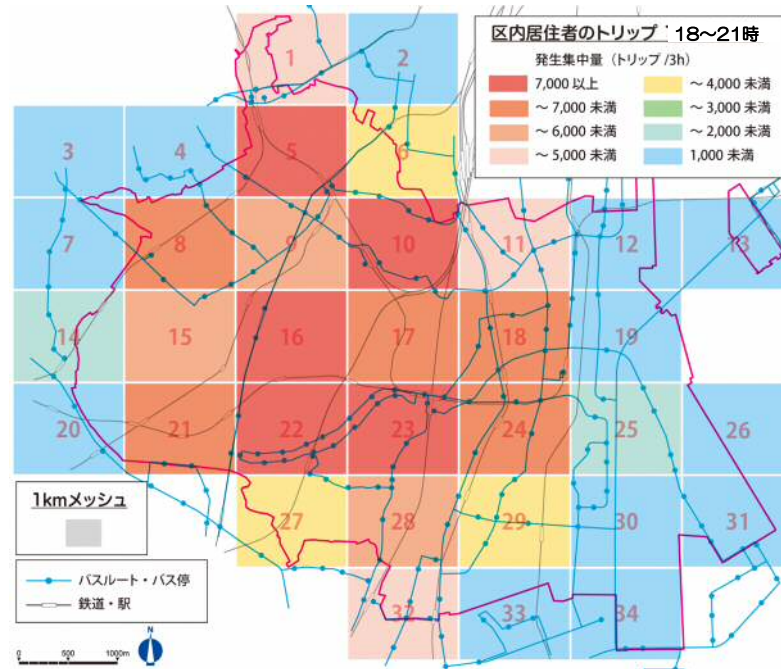 区内居住者のトリップ 18～21時
発生集中量（トリップ /3h）
7,000 以上
～ 7,000 未満
～ 6,000 未満
～ 5,000 未満
～ 4,000 未満
～ 3,000 未満
～ 2,000 未満
1,000 未満
1 2
3 4 5 6
7 8 9 10 11 12 13
14 15 16 17 18 19
20 21 22 23 24 25 26
27 28 29 30 31
32 33 34
1kmメッシュ
バスルート・バス停
鉄道・駅
N
0 500 1000m